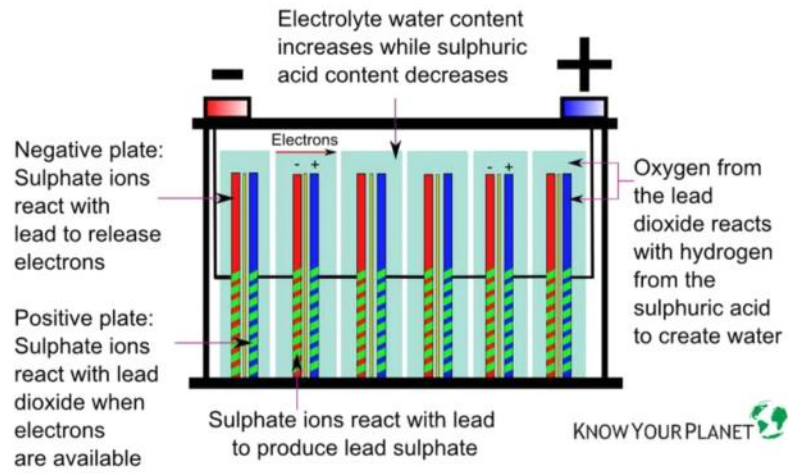 Electrolyte water content
increases while sulphuric
acid content decreases
-
+
Negative plate:
Sulphate ions
react with
lead to release
electrons
Electrons
- +
- +
Oxygen from
the lead
dioxide reacts
with hydrogen
from the
sulphuric acid
to create water
Positive plate:
Sulphate ions
react with lead
dioxide when
electrons
are available
Sulphate ions react with lead
to produce lead sulphate
KNOW YOUR PLANET